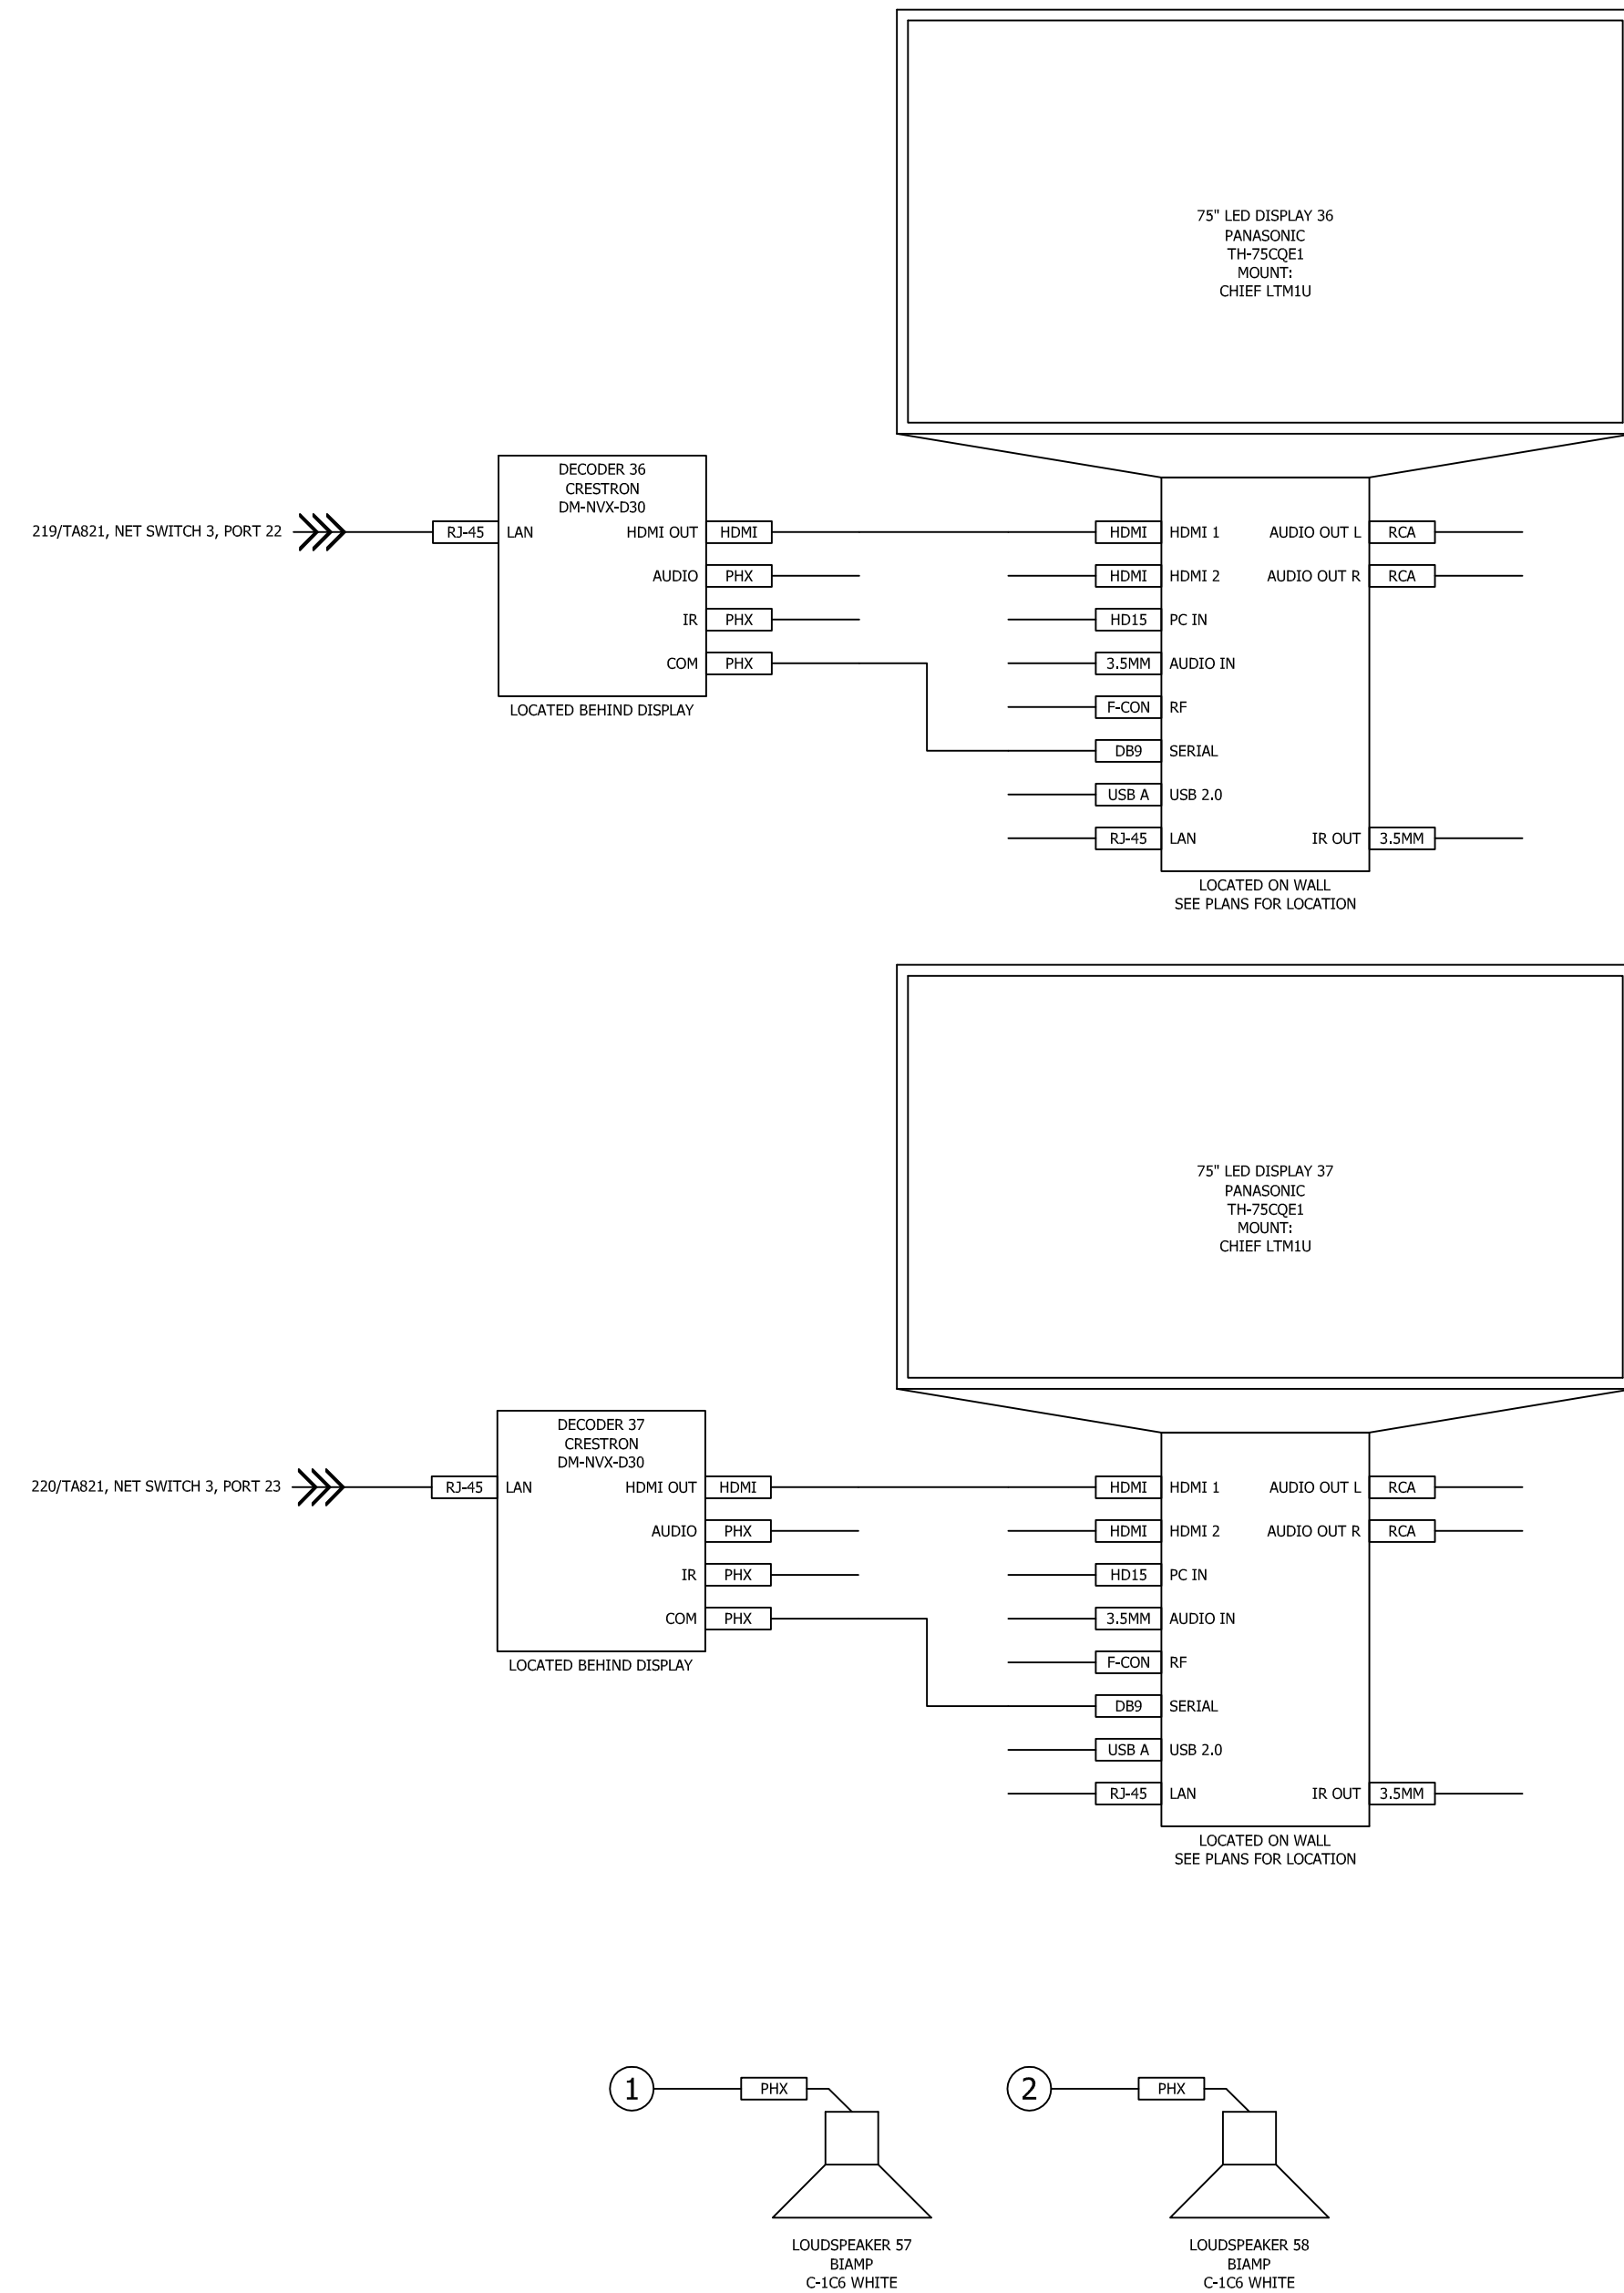 75" LED DISPLAY 36
PANASONIC
TH-75CQE1
MOUNT:
CHIEF LTM1U
DECODER 36
CRESTRON
DM-NVX-D30
219/TA821, NET SWITCH 3, PORT 22
RJ-45 LAN HDMI OUT HDMI
AUDIO PHX
IR PHX
COM PHX
LOCATED BEHIND DISPLAY
HDMI HDMI 1 AUDIO OUT L RCA
HDMI HDMI 2 AUDIO OUT R RCA
HD15 PC IN
3.5MM AUDIO IN
F-CON RF
DB9 SERIAL
USB A USB 2.0
RJ-45 LAN IR OUT 3.5MM
LOCATED ON WALL
SEE PLANS FOR LOCATION
75" LED DISPLAY 37
PANASONIC
TH-75CQE1
MOUNT:
CHIEF LTM1U
DECODER 37
CRESTRON
DM-NVX-D30
220/TA821, NET SWITCH 3, PORT 23
RJ-45 LAN HDMI OUT HDMI
AUDIO PHX
IR PHX
COM PHX
LOCATED BEHIND DISPLAY
HDMI HDMI 1 AUDIO OUT L RCA
HDMI HDMI 2 AUDIO OUT R RCA
HD15 PC IN
3.5MM AUDIO IN
F-CON RF
DB9 SERIAL
USB A USB 2.0
RJ-45 LAN IR OUT 3.5MM
LOCATED ON WALL
SEE PLANS FOR LOCATION
1 PHX
LOUDSPEAKER 57
BIAMP
C-1C6 WHITE
2 PHX
LOUDSPEAKER 58
BIAMP
C-1C6 WHITE